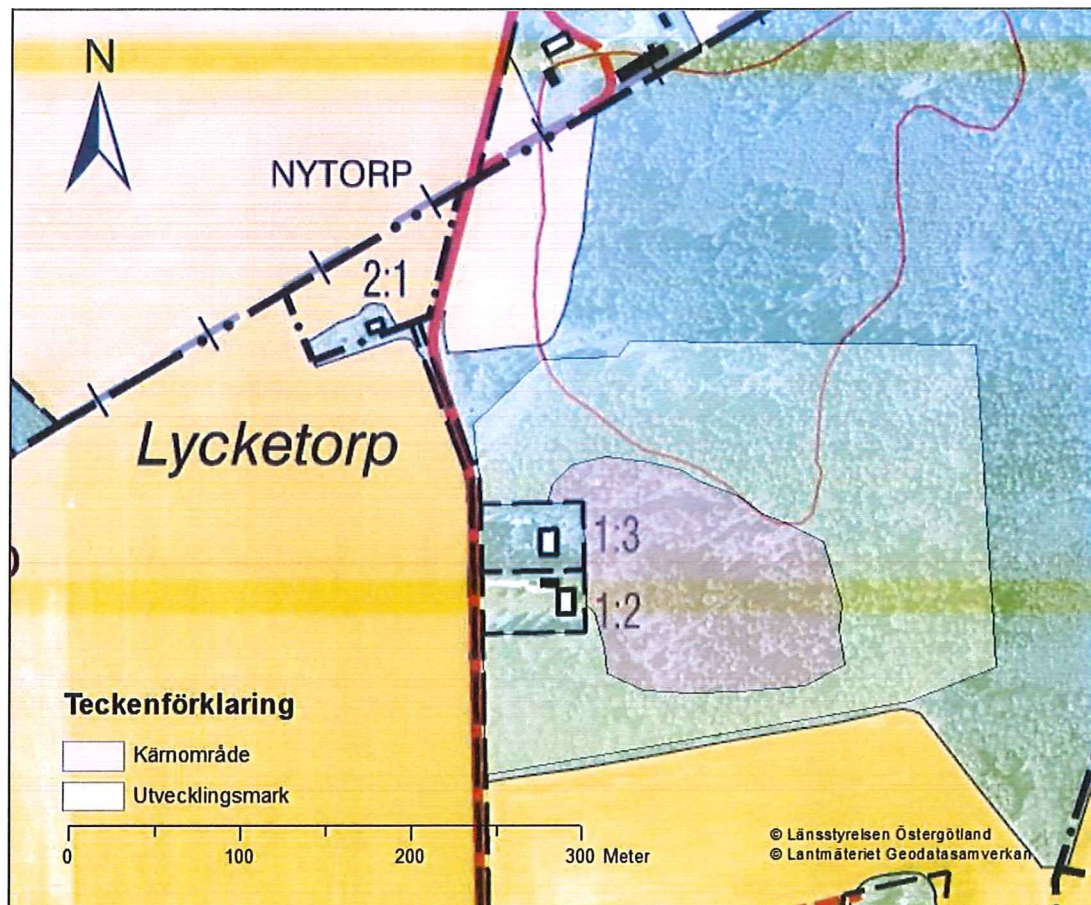 N
NYTORP
2:1
Lycketorp
1:3
1:2
Teckenförklaring
Kärnområde
Utvecklingsmark
0 100 200 300 Meter
© Länsstyrelsen Östergötland
© Lantmäteriet Geodatasamverkan